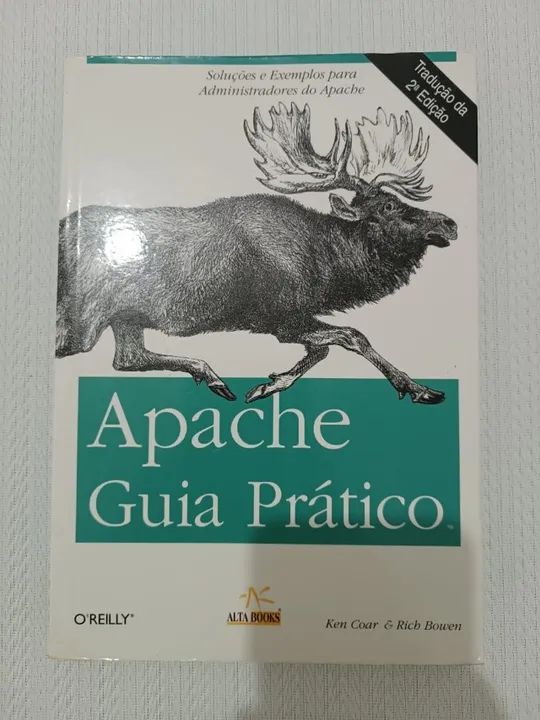 Soluções e Exemplos para
Administradores do Apache
Tradução da
2ª Edição
Apache
Guia Prático
O'REILLY®
ALTA BOOKS
Ken Coar & Rich Bowen